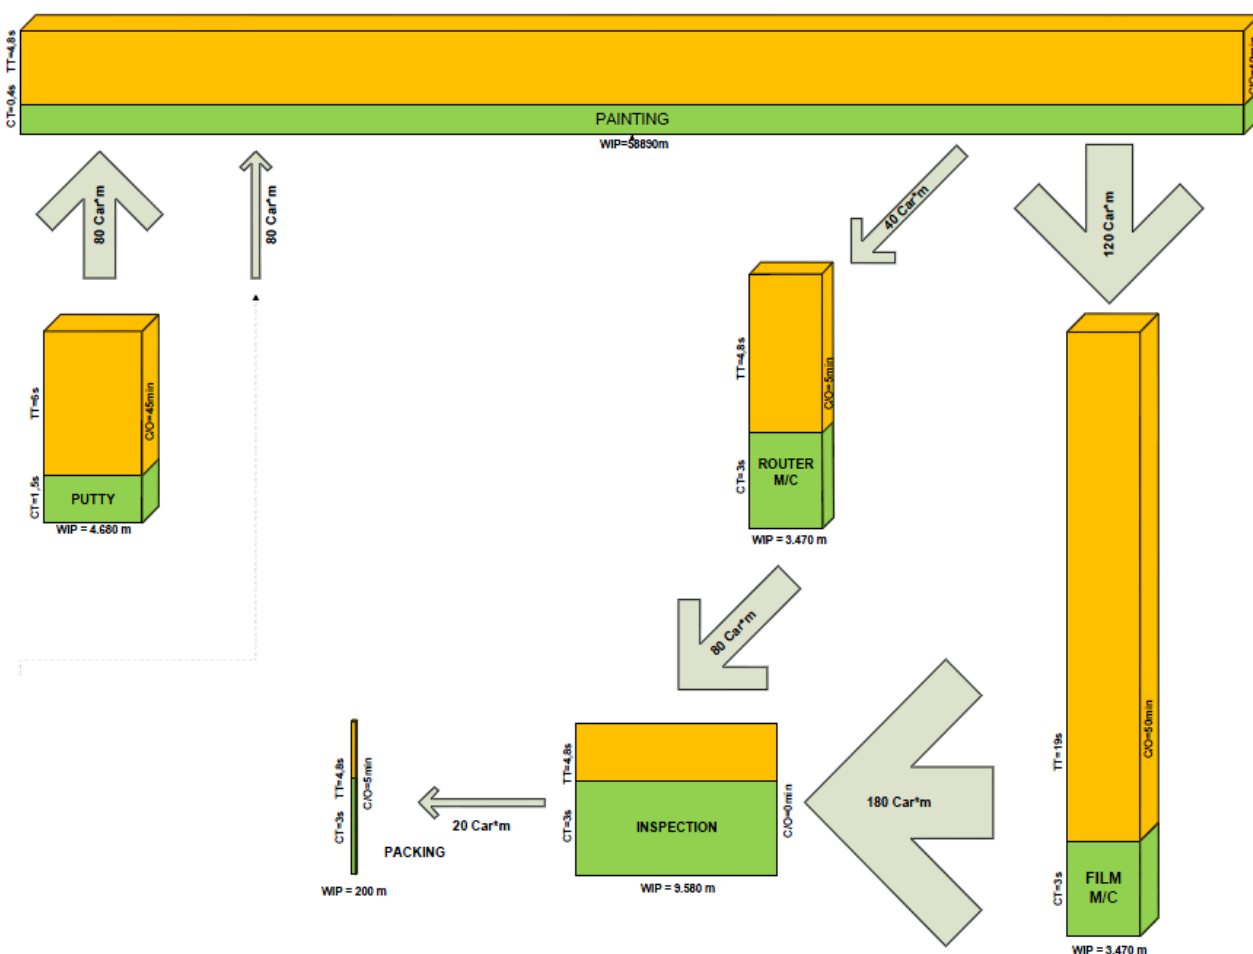 TT=4,8s
CT=0,4s
PAINTING
WIP=58890m
80 Car*m
80 Car*m
40 Car*m
120 Car*m
TT=6s
C/O=45min
CT=1,5s
PUTTY
WIP = 4.680 m
TT=4,8s
C/O=5min
CT=3s
ROUTER
M/C
WIP = 3.470 m
80 Car*m
TT=19s
C/O=50min
CT=3s
FILM
M/C
WIP = 3.470 m
180 Car*m
TT=4,8s
CT=3s
INSPECTION
C/O=0min
WIP = 9.580 m
20 Car*m
TT=4,8s
CT=3s
C/O=5min
PACKING
WIP = 200 m